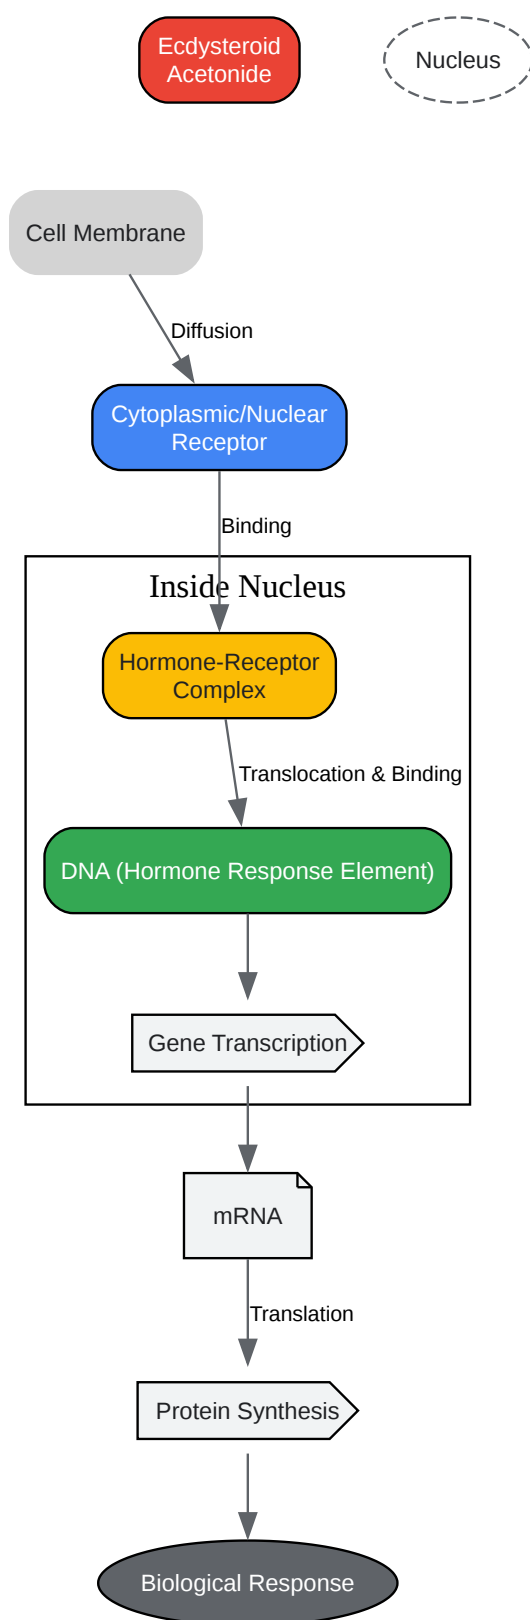 Ecdysteroid
Acetonide
Nucleus
Cell Membrane
Diffusion
Cytoplasmic/Nuclear
Receptor
Binding
Inside Nucleus
Hormone-Receptor
Complex
Translocation & Binding
DNA (Hormone Response Element)
Gene Transcription
mRNA
Translation
Protein Synthesis
Biological Response